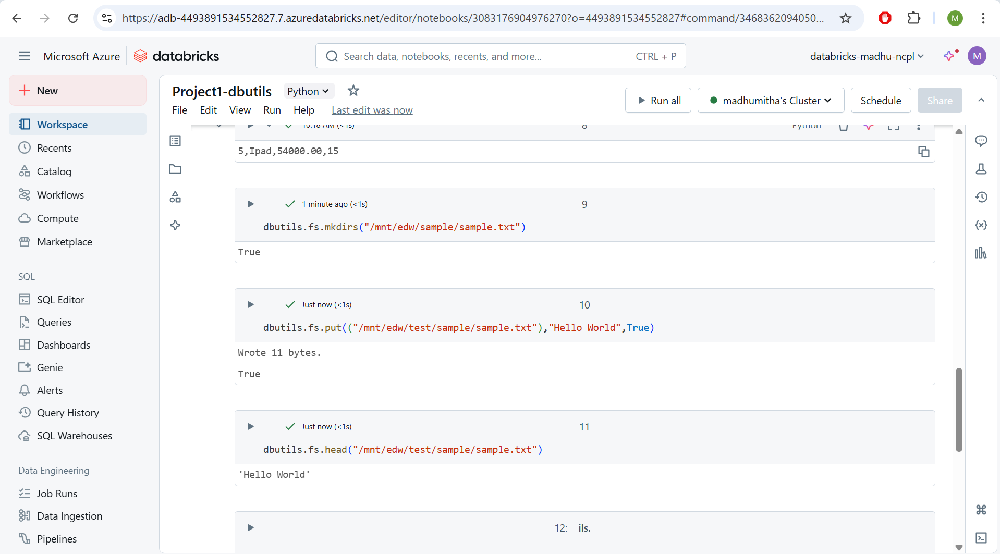 https://adb-4493891534552827.7.azuredatabricks.net/editor/notebooks/3083176904976270?o=4493891534552827#command/3468362094050...
M
Microsoft Azure
databricks
Search data, notebooks, recents, and more...
CTRL + P
databricks-madhu-ncpl
M
New
Workspace
Recents
Catalog
Workflows
Compute
Marketplace
SQL
SQL Editor
Queries
Dashboards
Genie
Alerts
Query History
SQL Warehouses
Data Engineering
Job Runs
Data Ingestion
Pipelines
Project1-dbutils
Python
File
Edit
View
Run
Help
Last edit was now
Run all
madhumitha's Cluster
Schedule
Share
10:18 AM (<1s)
8
Python
5,Ipad,54000.00,15
1 minute ago (<1s)
9
dbutils.fs.mkdirs("/mnt/edw/sample/sample.txt")
True
Just now (<1s)
10
dbutils.fs.put(("/mnt/edw/test/sample/sample.txt"),"Hello World",True)
Wrote 11 bytes.
True
Just now (<1s)
11
dbutils.fs.head("/mnt/edw/test/sample/sample.txt")
'Hello World'
12: ils.